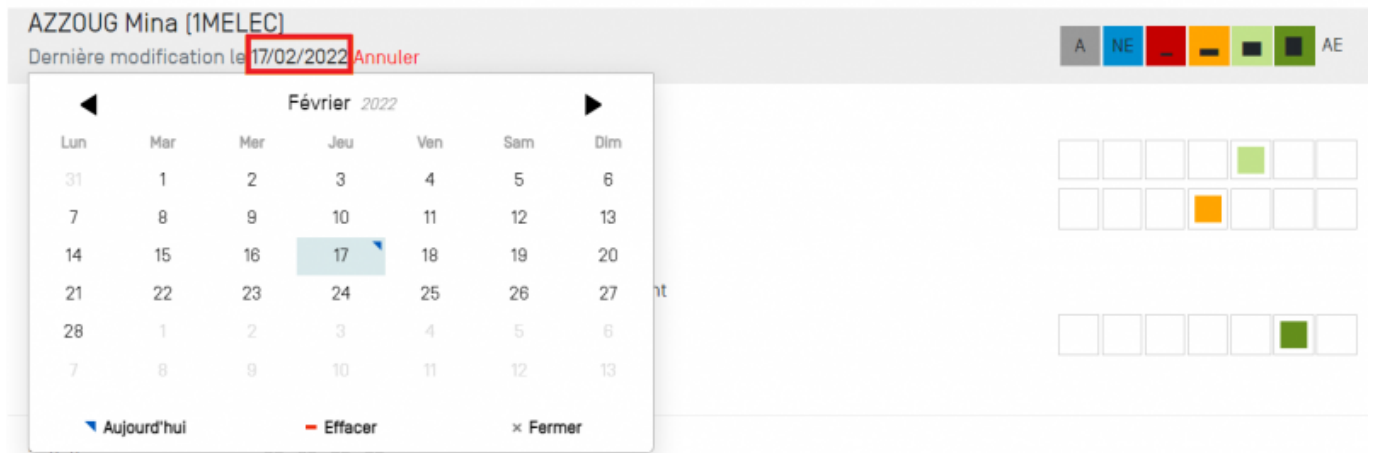 AZZOUG Mina (1MELEC)
Dernière modification le 17/02/2022 Annuler
A NE AE
Février 2022
Lun Mar Mer Jeu Ven Sam Dim
31 1 2 3 4 5 6
7 8 9 10 11 12 13
14 15 16 17 18 19 20
21 22 23 24 25 26 27
nt
28 1 2 3 4 5 6
7 8 9 10 11 12 13
Aujourd'hui Effacer × Fermer